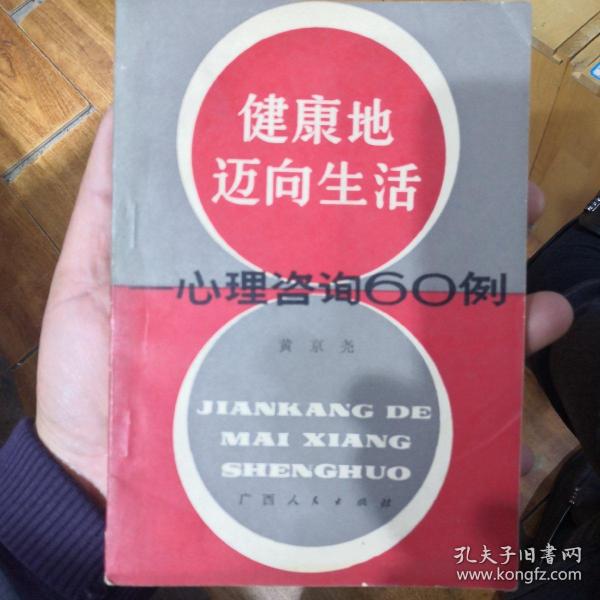 健康地
迈向生活
—心理咨询60例
黄京尧
JIANKANG DE
MAI XIANG
SHENGHUO
广西人民出版社
孔夫子旧书网
www.kongfz.com